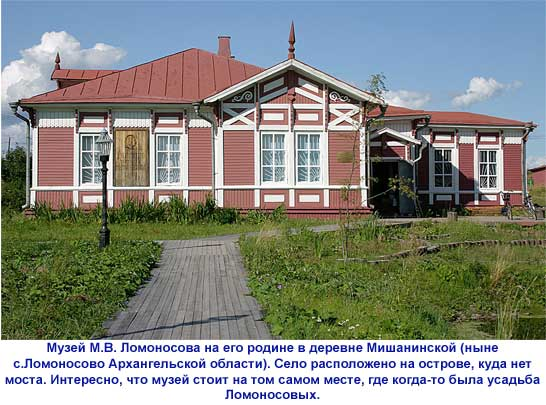 Музей М.В. Ломоносова на его родине в деревне Мишанинской (ныне
с.Ломоносово Архангельской области). Село расположено на острове, куда нет
моста. Интересно, что музей стоит на том самом месте, где когда-то была усадьба
Ломоносовых.